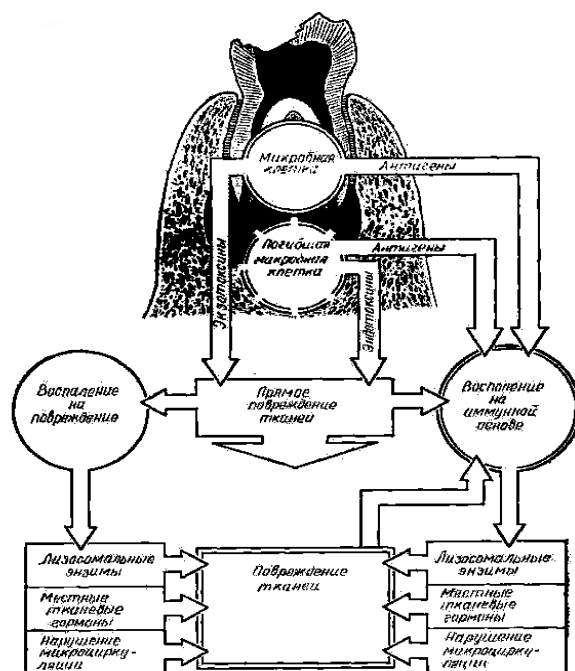 Микробная
клетка
Антигены
Экзотоксины
Погибшая
микробная
клетка
Антигены
Эндотоксины
Воспаление
на
повреждение
Прямое
повреждение
тканей
Воспаление
на
иммунной
основе
Лизосомальные
энзимы
Местные
тканевые
гормоны
Нарушение
микроцирку-
ляции
Повреждение
тканей
Лизосомальные
энзимы
Местные
тканевые
гормоны
Нарушение
микроцирку-
ляции